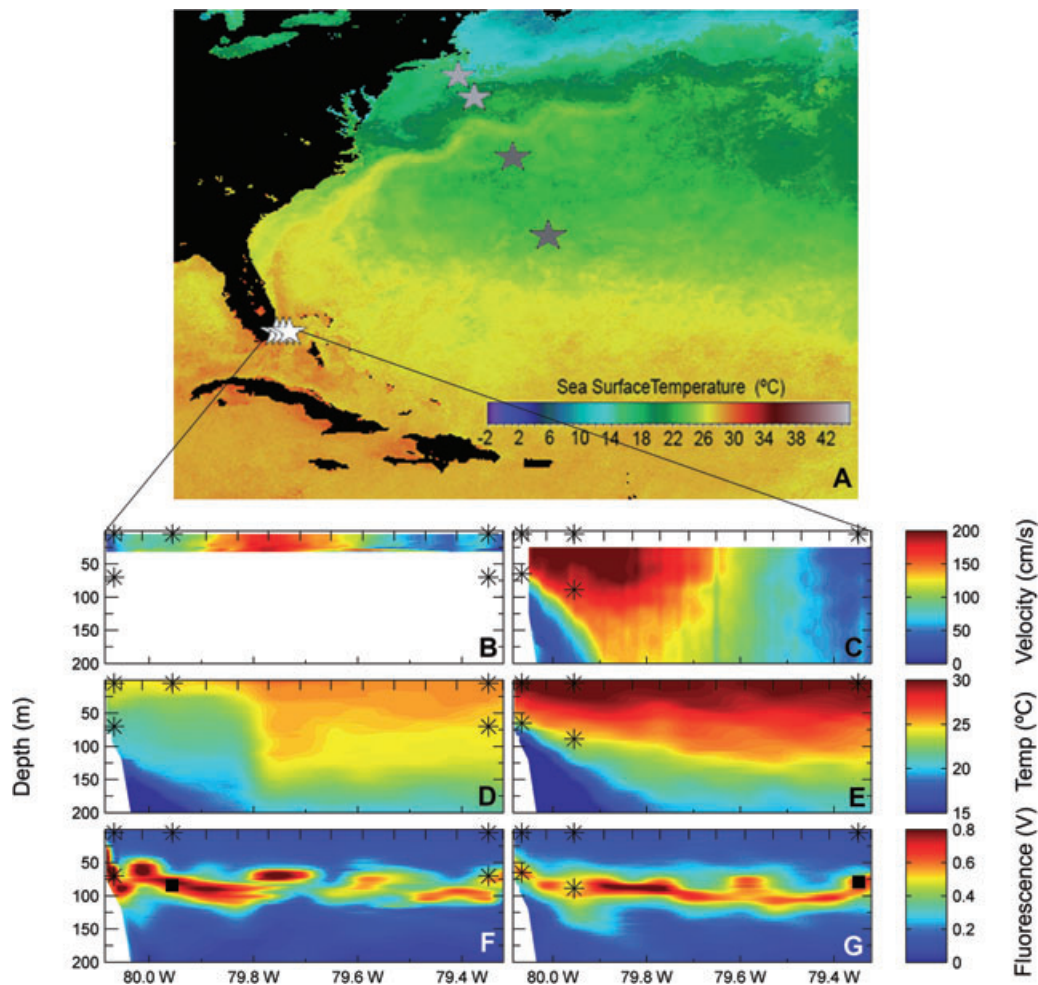 Sea SurfaceTemperature (ºC)
-2 2 6 10 14 18 22 26 30 34 38 42
A
50
100
150
200
B
C
200
150
100
50
0
Velocity (cm/s)
Depth (m)
50
100
150
200
D
E
30
25
20
15
Temp (ºC)
50
100
150
200
F
G
0.8
0.6
0.4
0.2
0
Fluorescence (V)
80.0 W 79.8 W 79.6 W 79.4 W
80.0 W 79.8 W 79.6 W 79.4 W